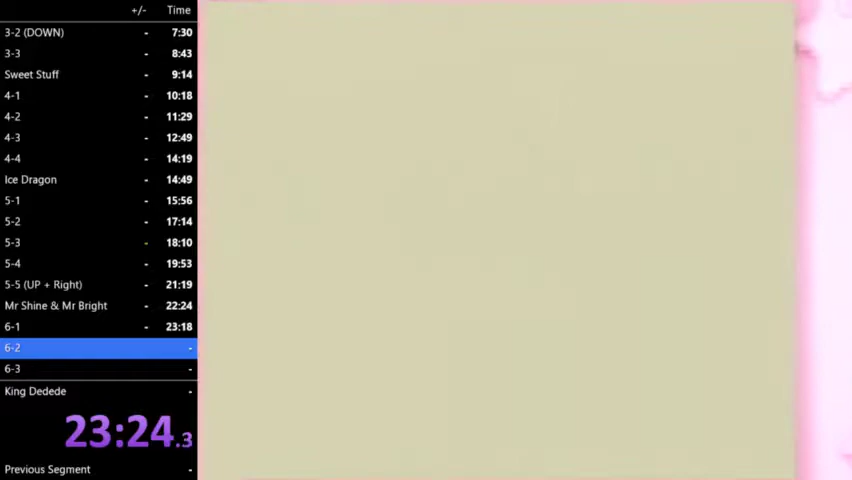 +/- Time
3-2 (DOWN) - 7:30
3-3 - 8:43
Sweet Stuff - 9:14
4-1 - 10:18
4-2 - 11:29
4-3 - 12:49
4-4 - 14:19
Ice Dragon - 14:49
5-1 - 15:56
5-2 - 17:14
5-3 - 18:10
5-4 - 19:53
5-5 (UP + Right) - 21:19
Mr Shine & Mr Bright - 22:24
6-1 - 23:18
6-2 -
6-3 -
King Dedede -
23:24.3
Previous Segment -